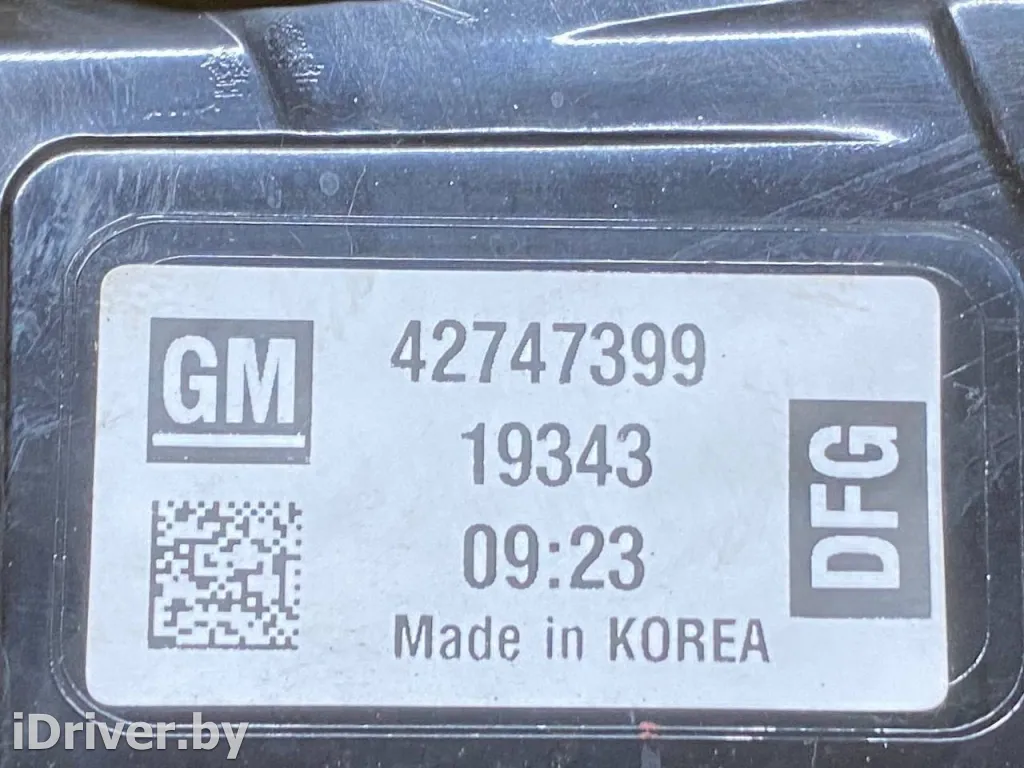 GM
42747399
19343
09:23
Made in KOREA
DFG
iDriver.by